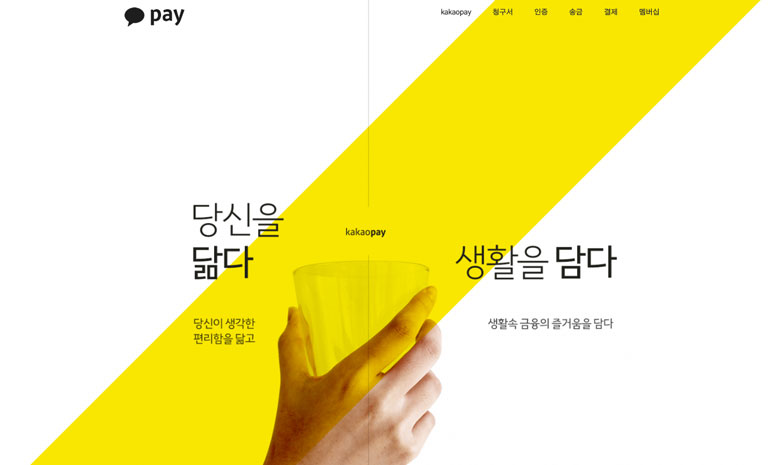 pay
kakaopay 청구서 인증 송금 결제 멤버십
당신을
닮다
kakaopay
생활을 담다
당신이 생각한
편리함을 닮고
생활속 금융의 즐거움을 담다